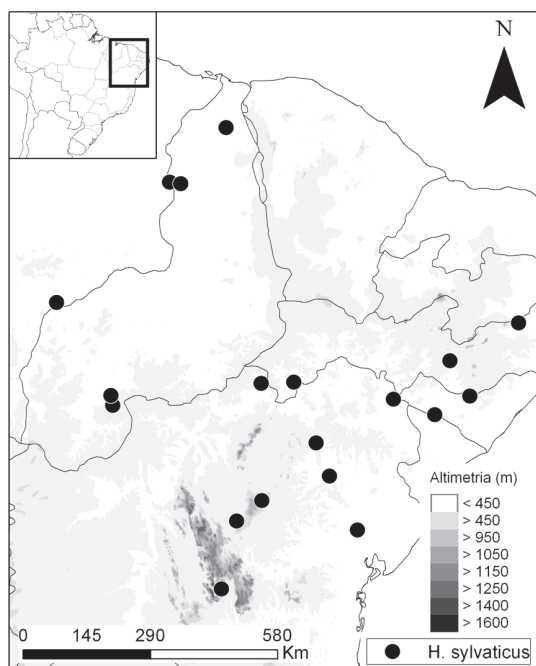 N
Altimetria (m)
< 450
> 450
> 950
> 1050
> 1150
> 1250
> 1400
> 1600
0 145 290 580
Km
H. sylvaticus